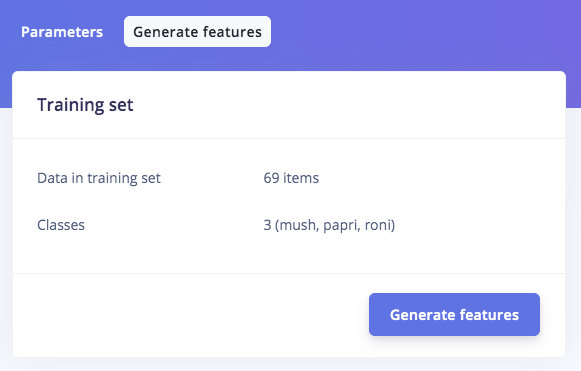 Parameters Generate features
Training set
Data in training set 69 items
Classes 3 (mush, papri, roni)
Generate features